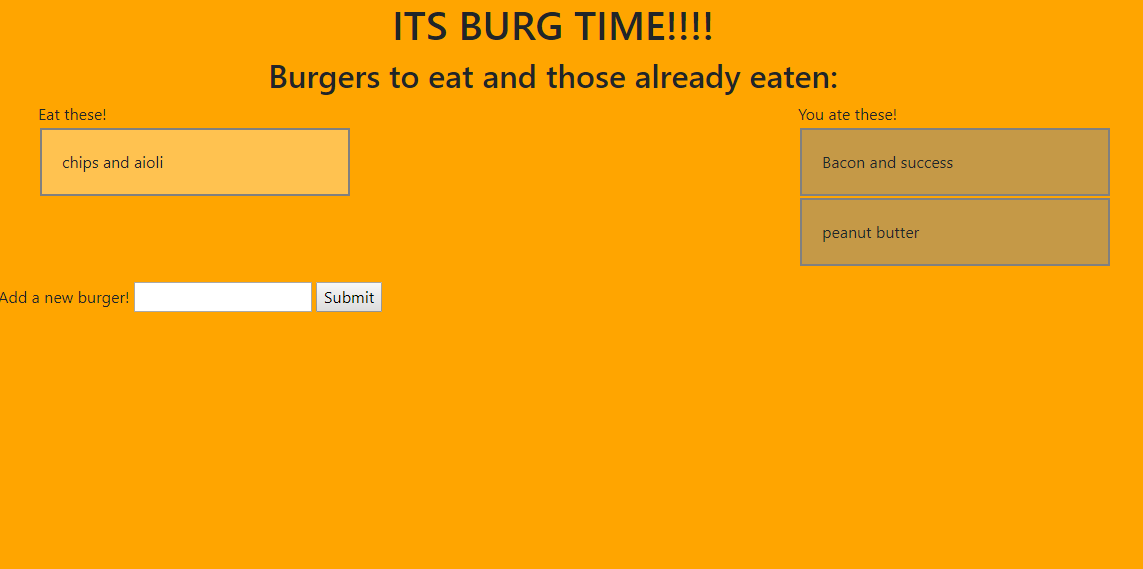 ITS BURG TIME!!!!
Burgers to eat and those already eaten:
Eat these!
chips and aioli
You ate these!
Bacon and success
peanut butter
Add a new burger!
Submit